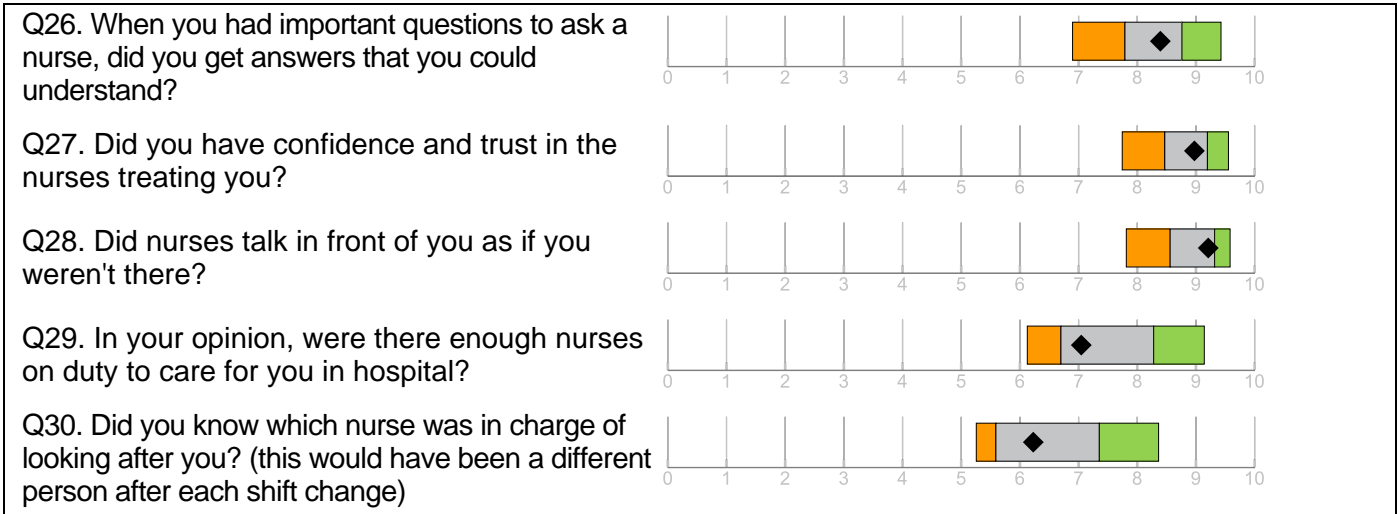 Q26. When you had important questions to ask a
nurse, did you get answers that you could
understand?
0 1 2 3 4 5 6 7 8 9 10
Q27. Did you have confidence and trust in the
nurses treating you?
0 1 2 3 4 5 6 7 8 9 10
Q28. Did nurses talk in front of you as if you
weren't there?
0 1 2 3 4 5 6 7 8 9 10
Q29. In your opinion, were there enough nurses
on duty to care for you in hospital?
0 1 2 3 4 5 6 7 8 9 10
Q30. Did you know which nurse was in charge of
looking after you? (this would have been a different
person after each shift change)
0 1 2 3 4 5 6 7 8 9 10